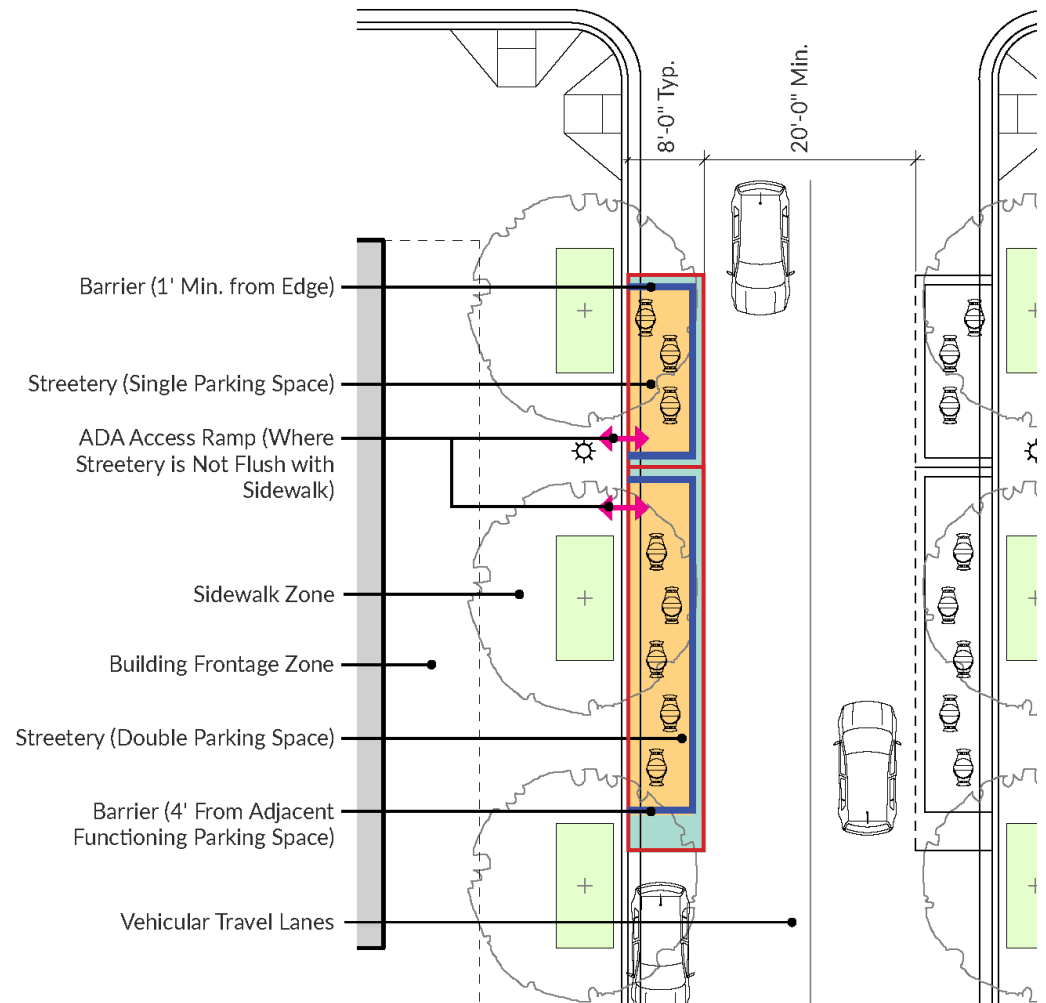 8'-0" Typ.
20'-0" Min.
Barrier (1' Min. from Edge)
Streetery (Single Parking Space)
ADA Access Ramp (Where
Streetery is Not Flush with
Sidewalk)
Sidewalk Zone
Building Frontage Zone
Streetery (Double Parking Space)
Barrier (4' From Adjacent
Functioning Parking Space)
Vehicular Travel Lanes